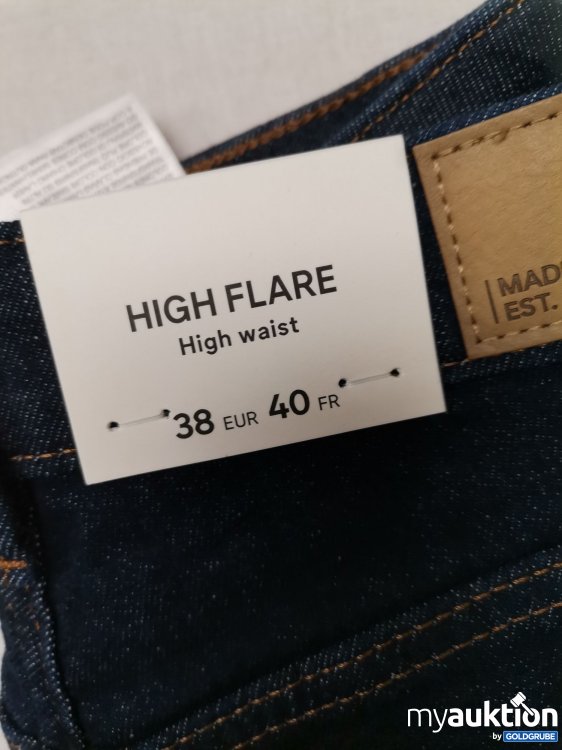 HIGH FLARE
High waist
38 EUR 40 FR
MAD
EST.
myauktion
by GOLDGRUBE